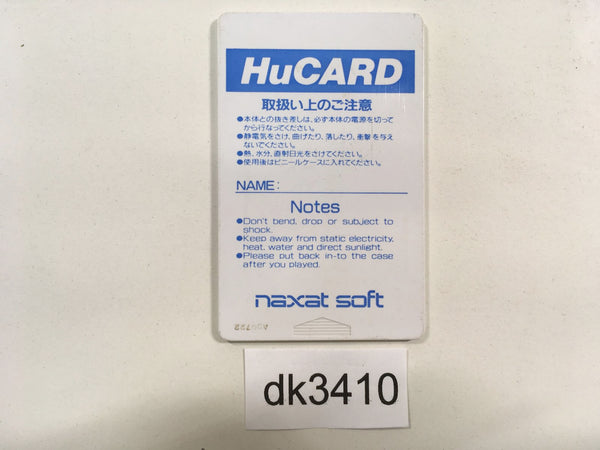 HuCARD
取扱い上のご注意
●本体との抜き差しは、必ず本体の電源を切って
から行なってください。
●静電気をさけ、曲げたり、落したり、衝撃を与え
ないでください。
●熱、水分、直射日光をさけてください。
●使用後はビニールケースに入れてください。
NAME:
Notes
●Don't bend, drop or subject to
shock.
●Keep away from static electricity,
heat, water and direct sunlight.
●Please put back in-to the case
after you played.
naxat soft
dk3410